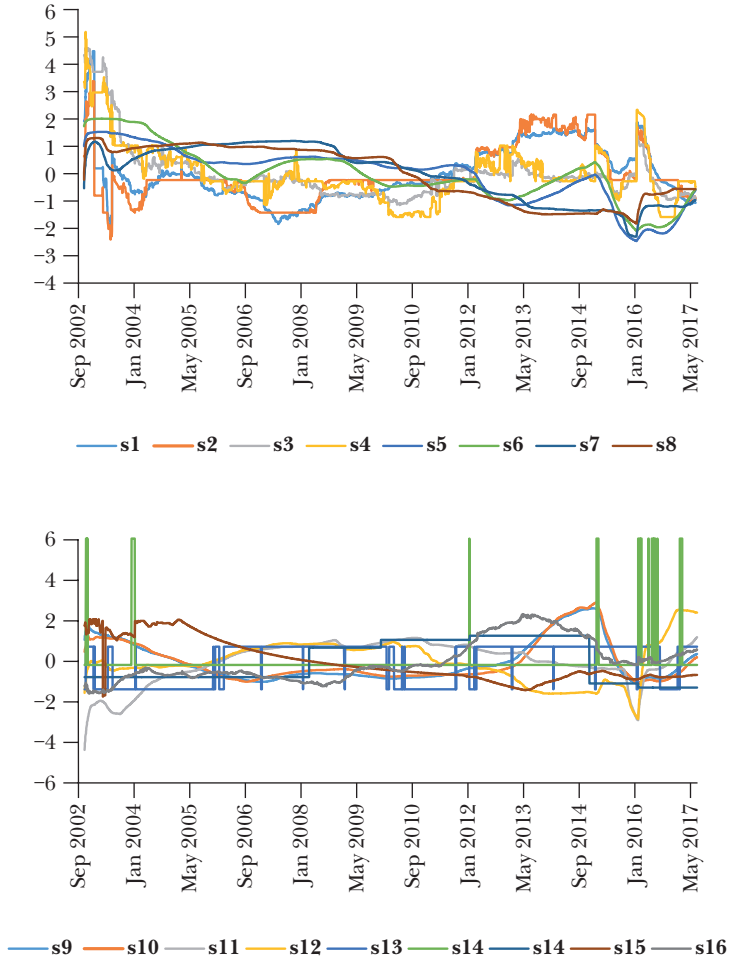 6
5
4
3
2
1
0
−1
−2
−3
−4
Sep 2002
Jan 2004
May 2005
Sep 2006
Jan 2008
May 2009
Sep 2010
Jan 2012
May 2013
Sep 2014
Jan 2016
May 2017
s1 s2 s3 s4 s5 s6 s7 s8
6
4
2
0
−2
−4
−6
Sep 2002
Jan 2004
May 2005
Sep 2006
Jan 2008
May 2009
Sep 2010
Jan 2012
May 2013
Sep 2014
Jan 2016
May 2017
s9 s10 s11 s12 s13 s14 s14 s15 s16